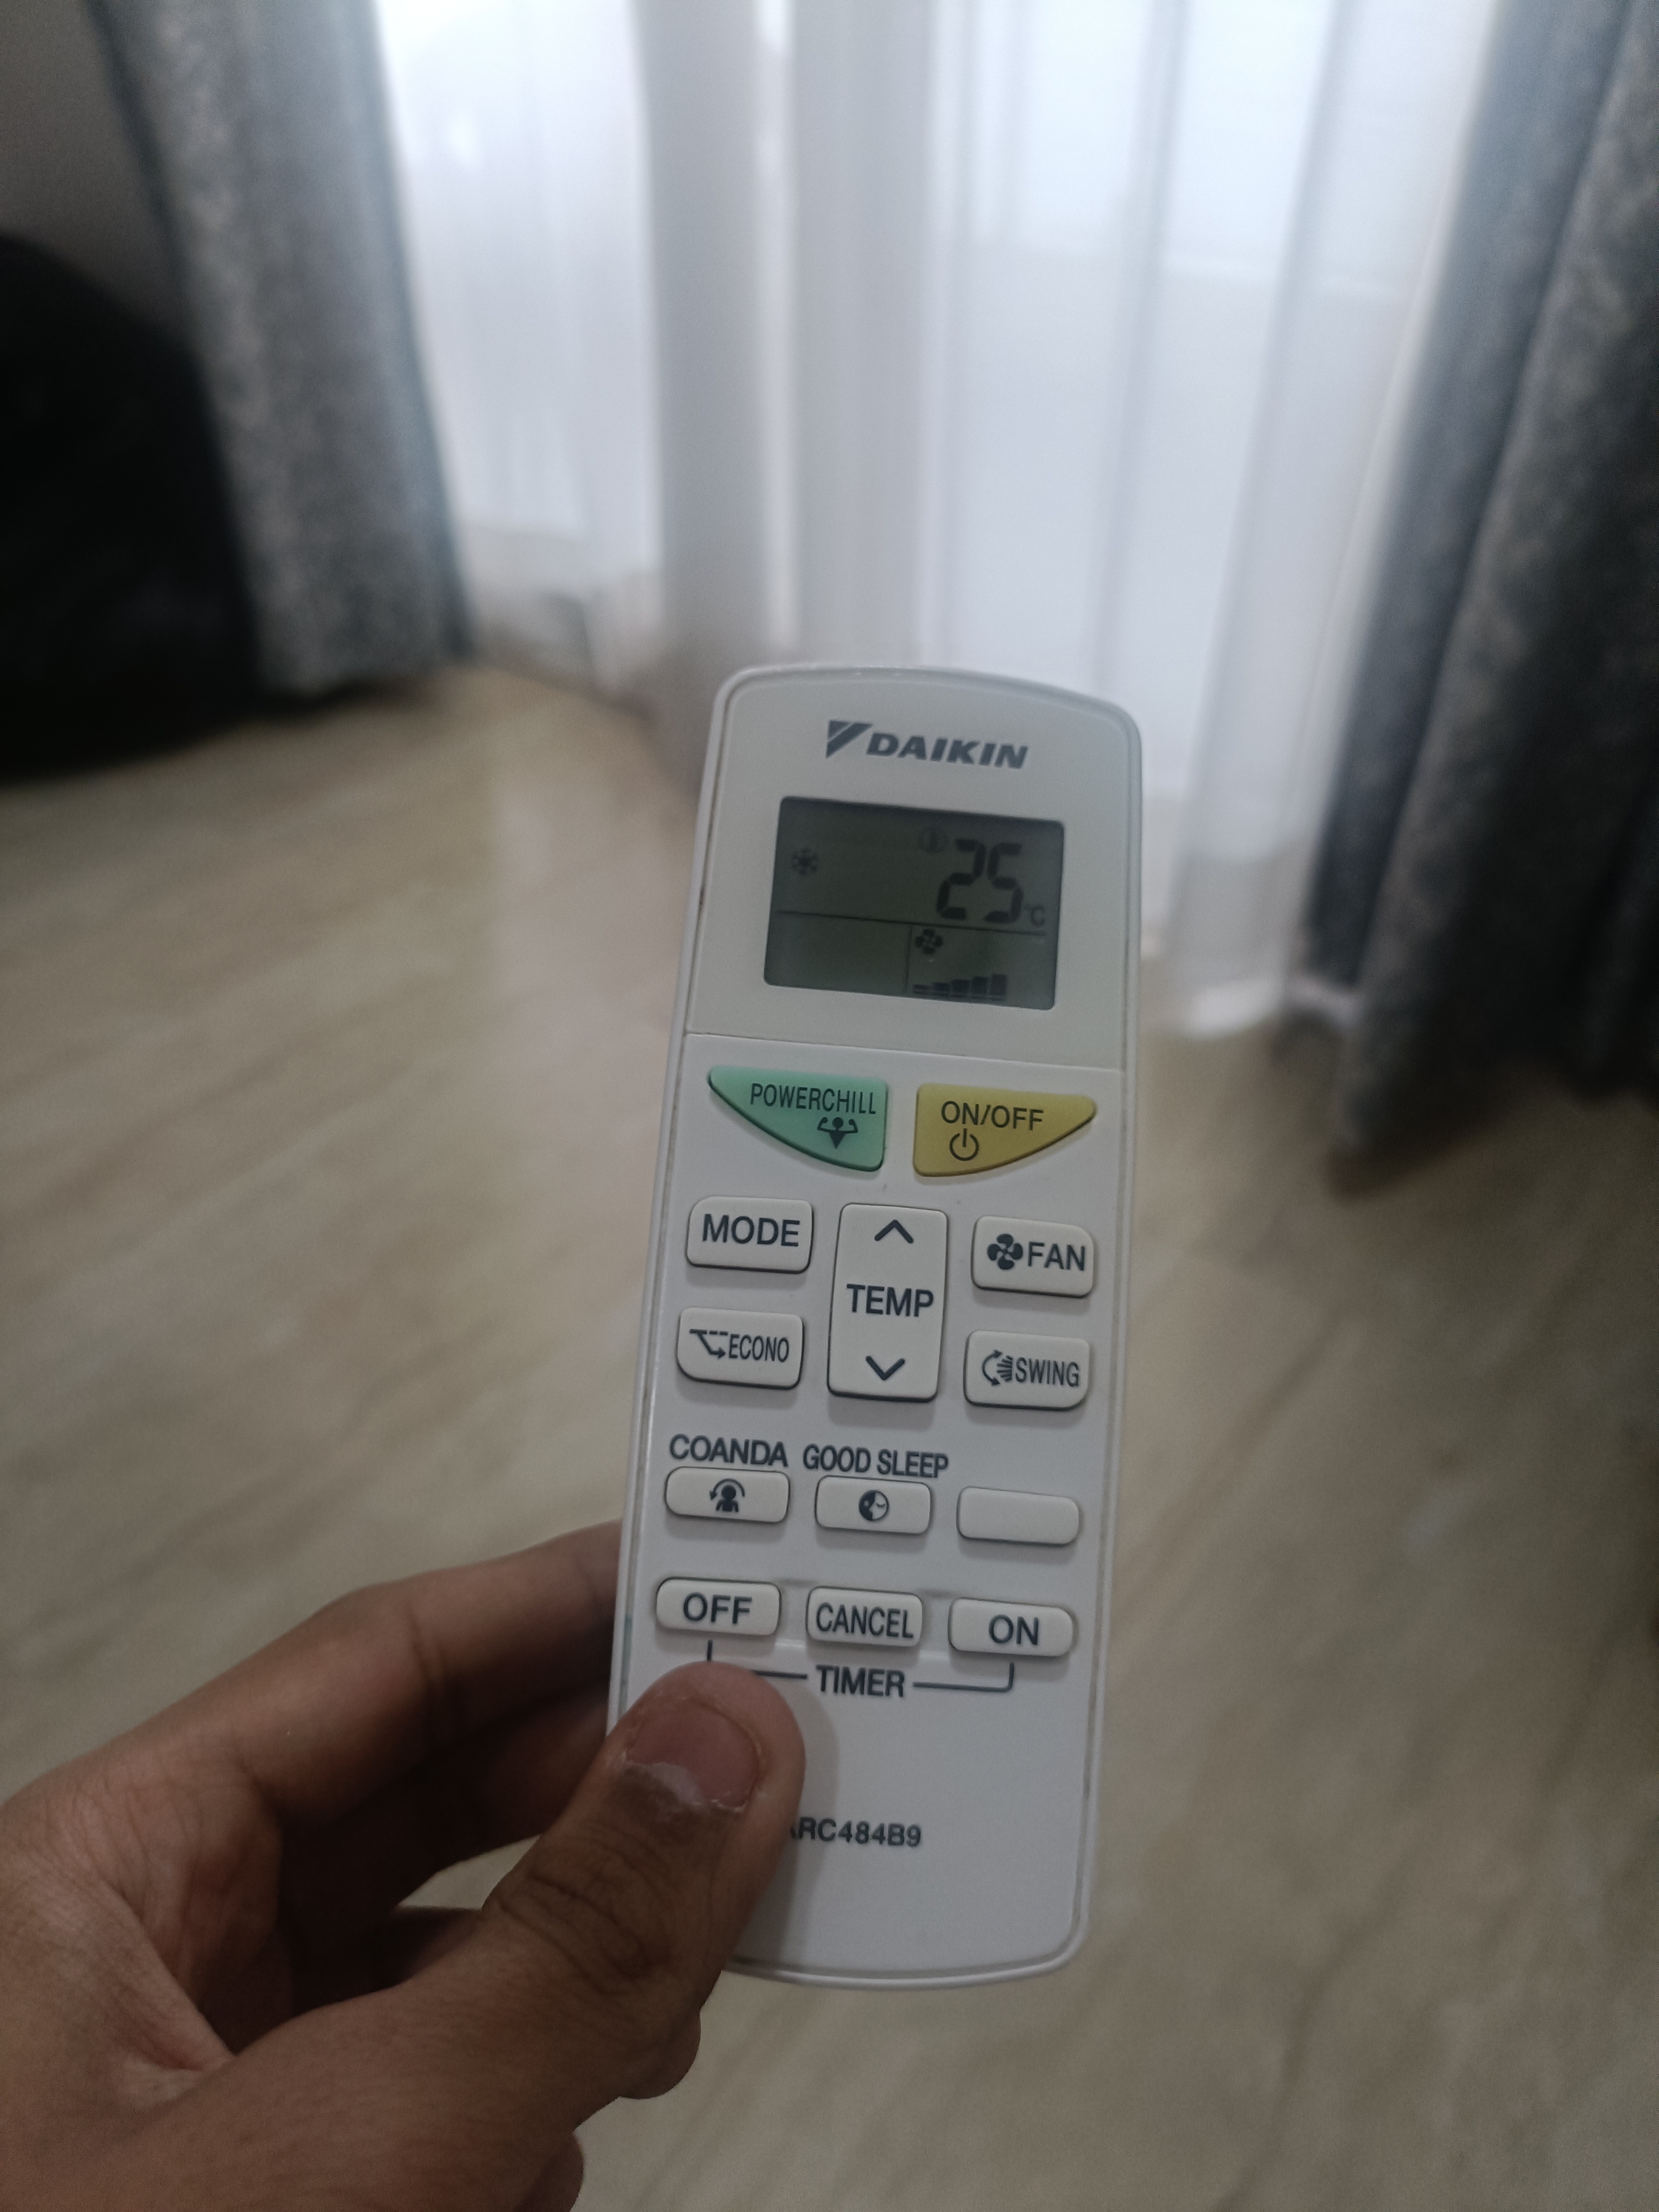 DAIKIN
25°C
POWERCHILL
ON/OFF
MODE
TEMP
FAN
ECONO
SWING
COANDA
GOOD SLEEP
OFF
CANCEL
ON
TIMER
ARC484B9